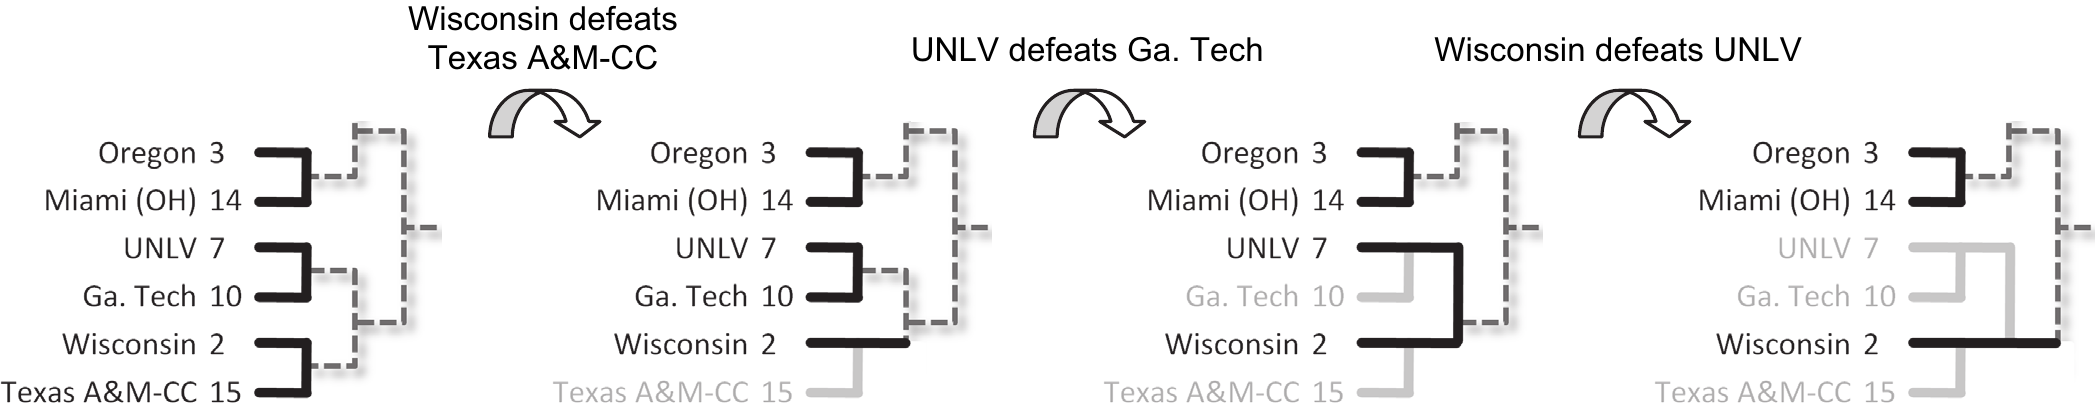 Wisconsin defeats
Texas A&M-CC
UNLV defeats Ga. Tech
Wisconsin defeats UNLV
Oregon 3
Miami (OH) 14
UNLV 7
Ga. Tech 10
Wisconsin 2
Texas A&M-CC 15
Oregon 3
Miami (OH) 14
UNLV 7
Ga. Tech 10
Wisconsin 2
Texas A&M-CC 15
Oregon 3
Miami (OH) 14
UNLV 7
Ga. Tech 10
Wisconsin 2
Texas A&M-CC 15
Oregon 3
Miami (OH) 14
UNLV 7
Ga. Tech 10
Wisconsin 2
Texas A&M-CC 15